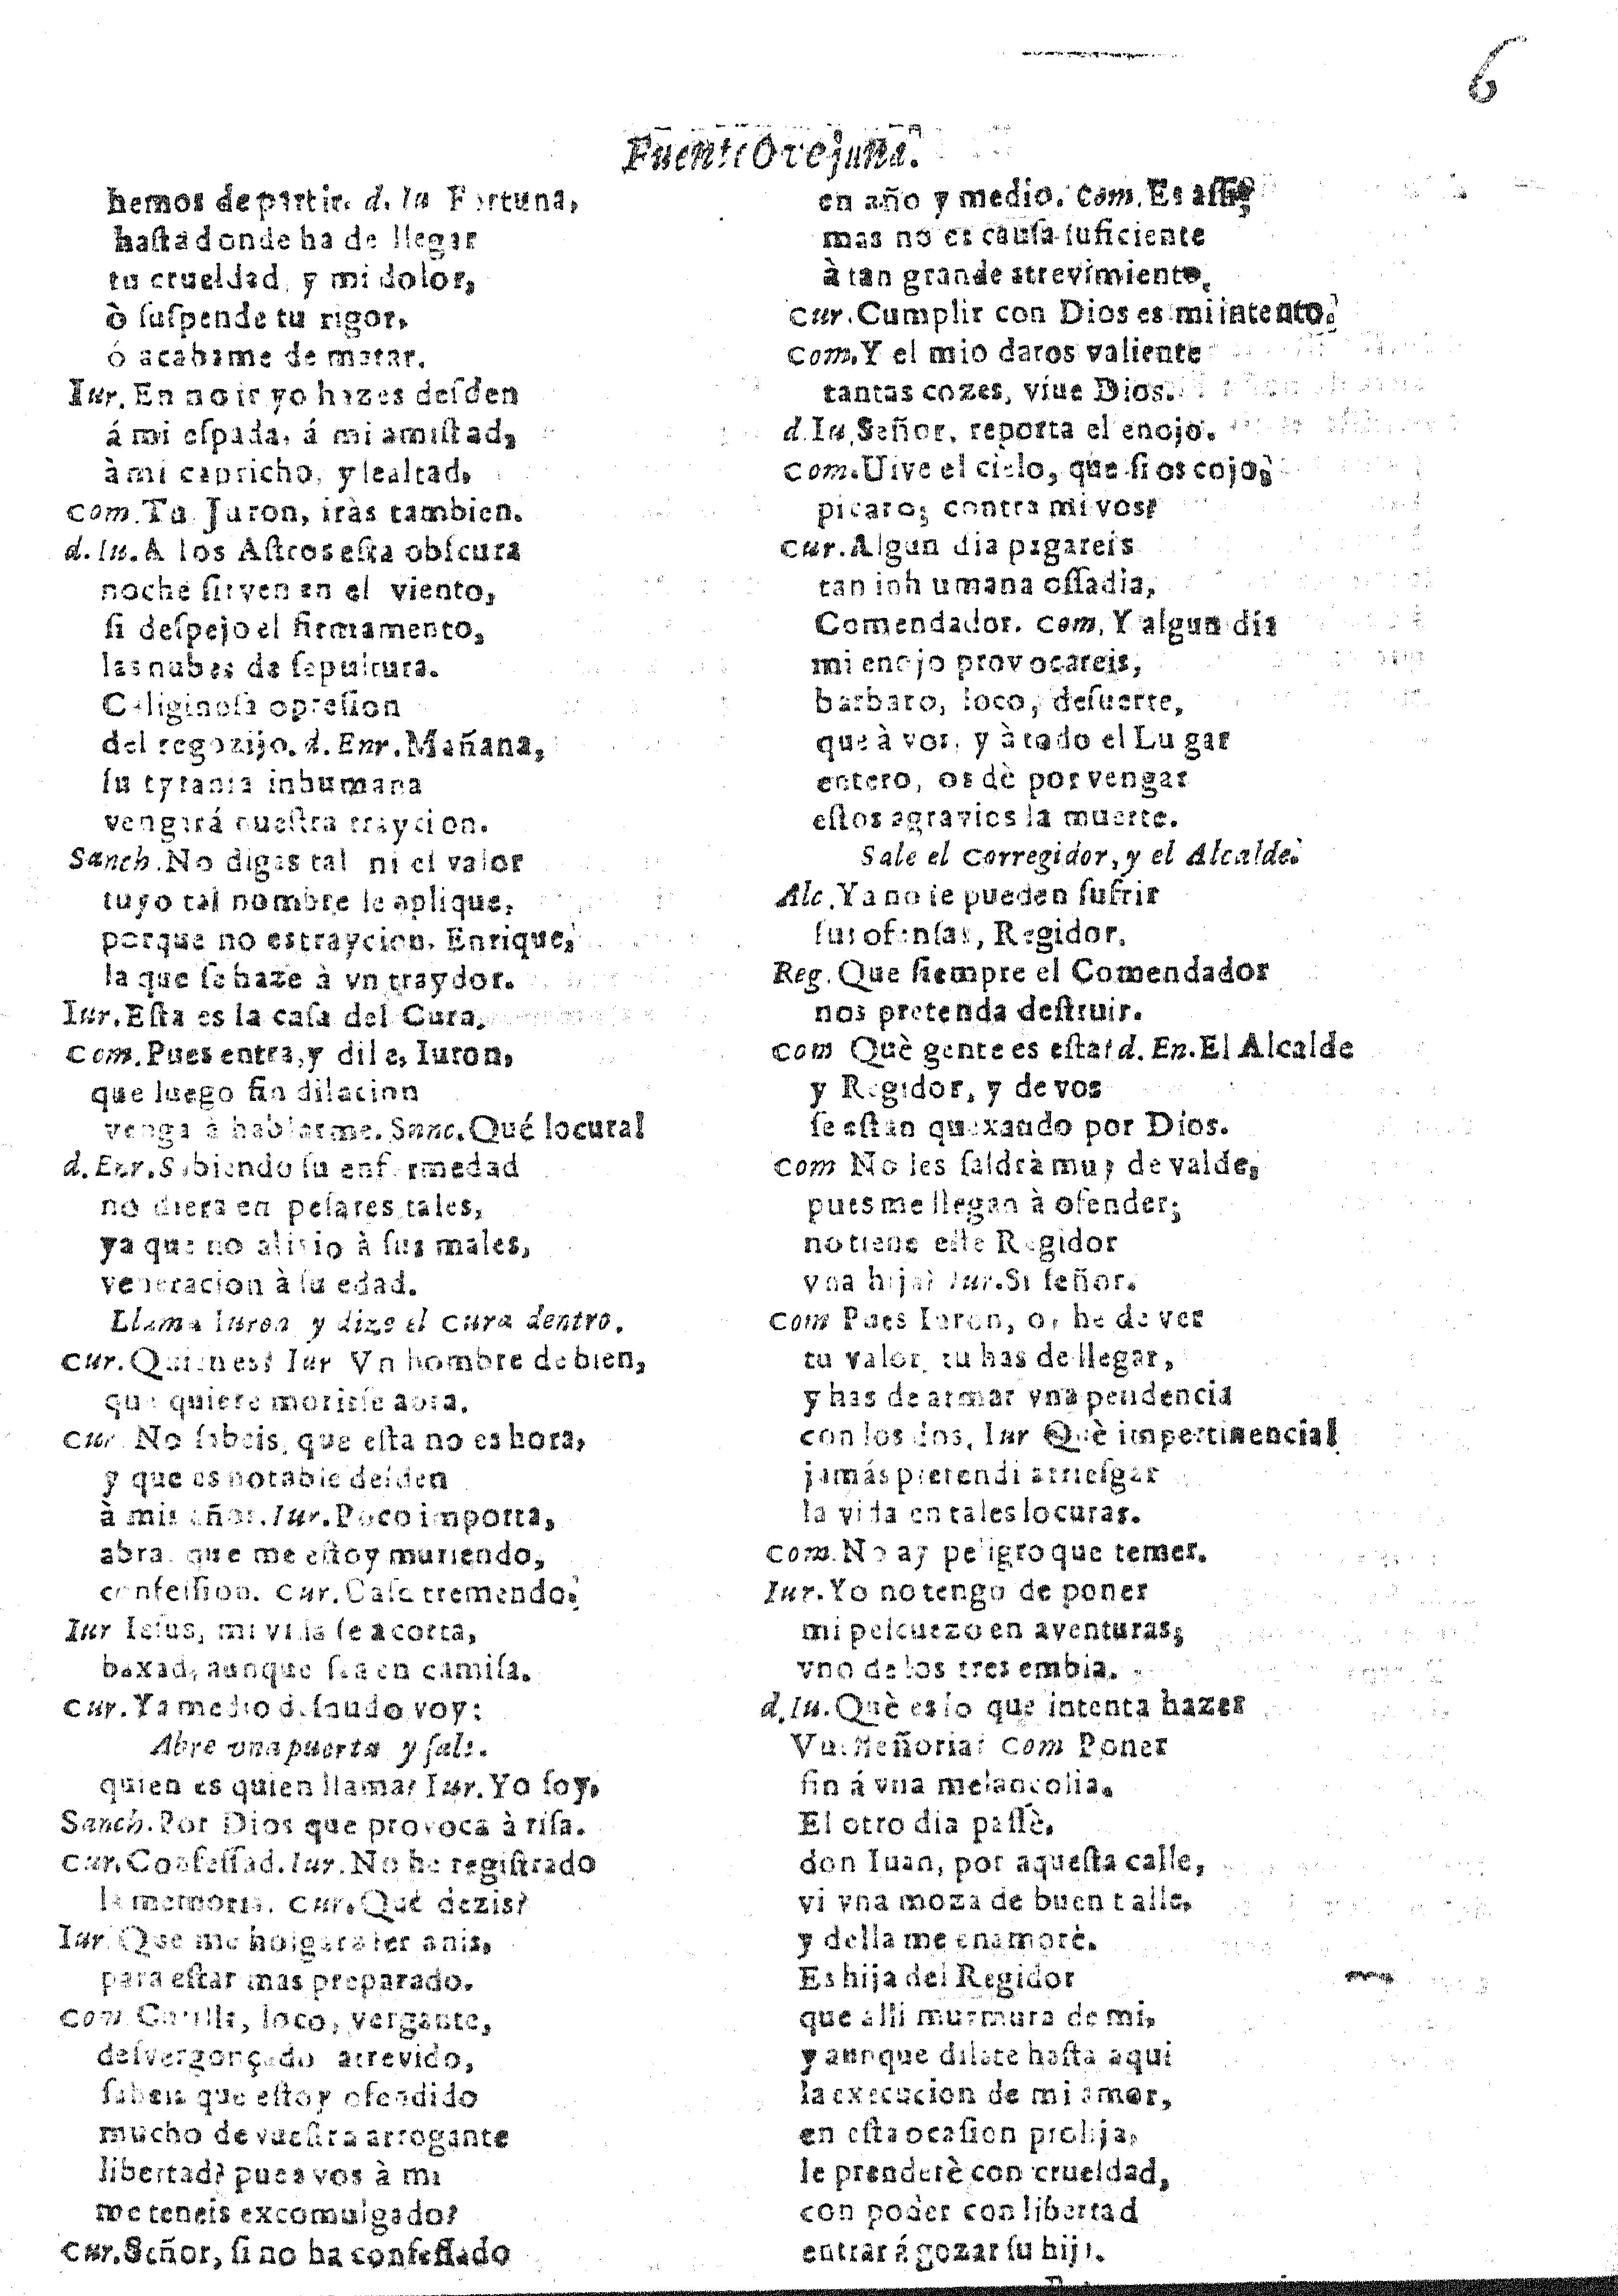 6
Fuente Ovejuna.
hemos de partir. d. Iu Fortuna,
hasta donde ha de llegar
tu crueldad, y mi dolor,
ò suspende tu rigor,
ó acabame de matar.
Iur. En no ir yo hazes desden
á mi espada, á mi amistad,
à mi capricho, y lealtad,
Com. Tu Juron, iràs tambien.
d. Iu. A los Astros esta obscura
noche sirven en el viento,
si despejo el firmamento,
las nubes de sepultura.
Caliginosa opresion
del regozijo. d. Enr. Mañana,
su tyrania inhumana
vengará nuestra traycion.
Sanch. No digas tal ni el valor
tuyo tal nombre le aplique,
porque no es traycion, Enrique,
la que se haze à vn traydor.
Iur. Esta es la casa del Cura.
Com. Pues entra, y dile, Iuron,
que luego sin dilacion
venga à hablarme. Sanc. Qué locura!
d. Enr. Sabiendo su enfermedad
no diera en pesares tales,
ya que no alivio à sus males,
veneracion à su edad.
Llama Iuron y dize el Cura dentro.
Cur. Quien es? Iur Vn hombre de bien,
que quiere morirse aora.
Cur No sabeis, que esta no es hora,
y que es notable desden
à mis años. Iur. Poco importa,
abra, que me estoy muriendo,
confession. Cur. Caso tremendo.
Iur Iesus, mi vida se acorta,
baxad, aunque sea en camisa.
Cur. Ya medio desnudo voy:
Abre vna puerta y sale.
quien es quien llama? Iur. Yo soy,
Sanch. Por Dios que provoca à risa.
Cur. Confessad. Iur. No he registrado
la memoria. Cur. Què dezis?
Iur. Que me holgara ser anis,
para estar mas preparado.
Com Calla, loco, vergante,
desvergonçado atrevido,
sabeis que estoy ofendido
mucho de vuestra arrogante
libertad? pues vos à mi
me teneis excomulgado?
Cur. Señor, si no ha confessado
en año y medio. Com. Es assi,
mas no es causa suficiente
à tan grande atrevimiento.
Cur. Cumplir con Dios es mi intento.
Com. Y el mio daros valiente
tantas cozes, viue Dios.
d. Iu. Señor, reporta el enojo.
Com. Uive el cielo, que si os cojo,
picaro; contra mi vos?
Cur. Algun dia pagareis
tan inhumana ossadia,
Comendador. Com. Y algun dia
mi enojo provocareis,
barbaro, loco, desuerte,
que à vos, y à todo el Lugar
entero, os dè por vengar
estos agravios la muerte.
Sale el Corregidor, y el Alcalde.
Alc. Ya no se pueden sufrir
sus ofensas, Regidor.
Reg. Que siempre el Comendador
nos pretenda destruir.
Com Què gente es esta? d. En. El Alcalde
y Regidor, y de vos
se estan quexando por Dios.
Com No les saldrà muy de valde,
pues me llegan à ofender;
no tiene este Regidor
vna hija? Iur. Si señor.
Com Pues Iuron, oy he de ver
tu valor, tu has de llegar,
y has de armar vna pendencia
con los dos. Iur Què impertinencia!
jamás pretendi arriesgar
la vida en tales locuras.
Com. No ay peligro que temer.
Iur. Yo no tengo de poner
mi pescuezo en aventuras;
vno de los tres embia.
d. Iu. Què es lo que intenta hazer
Vueseñoria? Com Poner
fin á vna melancolia.
El otro dia passè,
don Iuan, por aquesta calle,
vi vna moza de buen talle,
y della me enamorè.
Es hija del Regidor
que alli murmura de mi,
y aunque dilate hasta aqui
la execucion de mi amor,
en esta ocasion prolija,
le prenderè con crueldad,
con poder con libertad
entrar á gozar su hija.